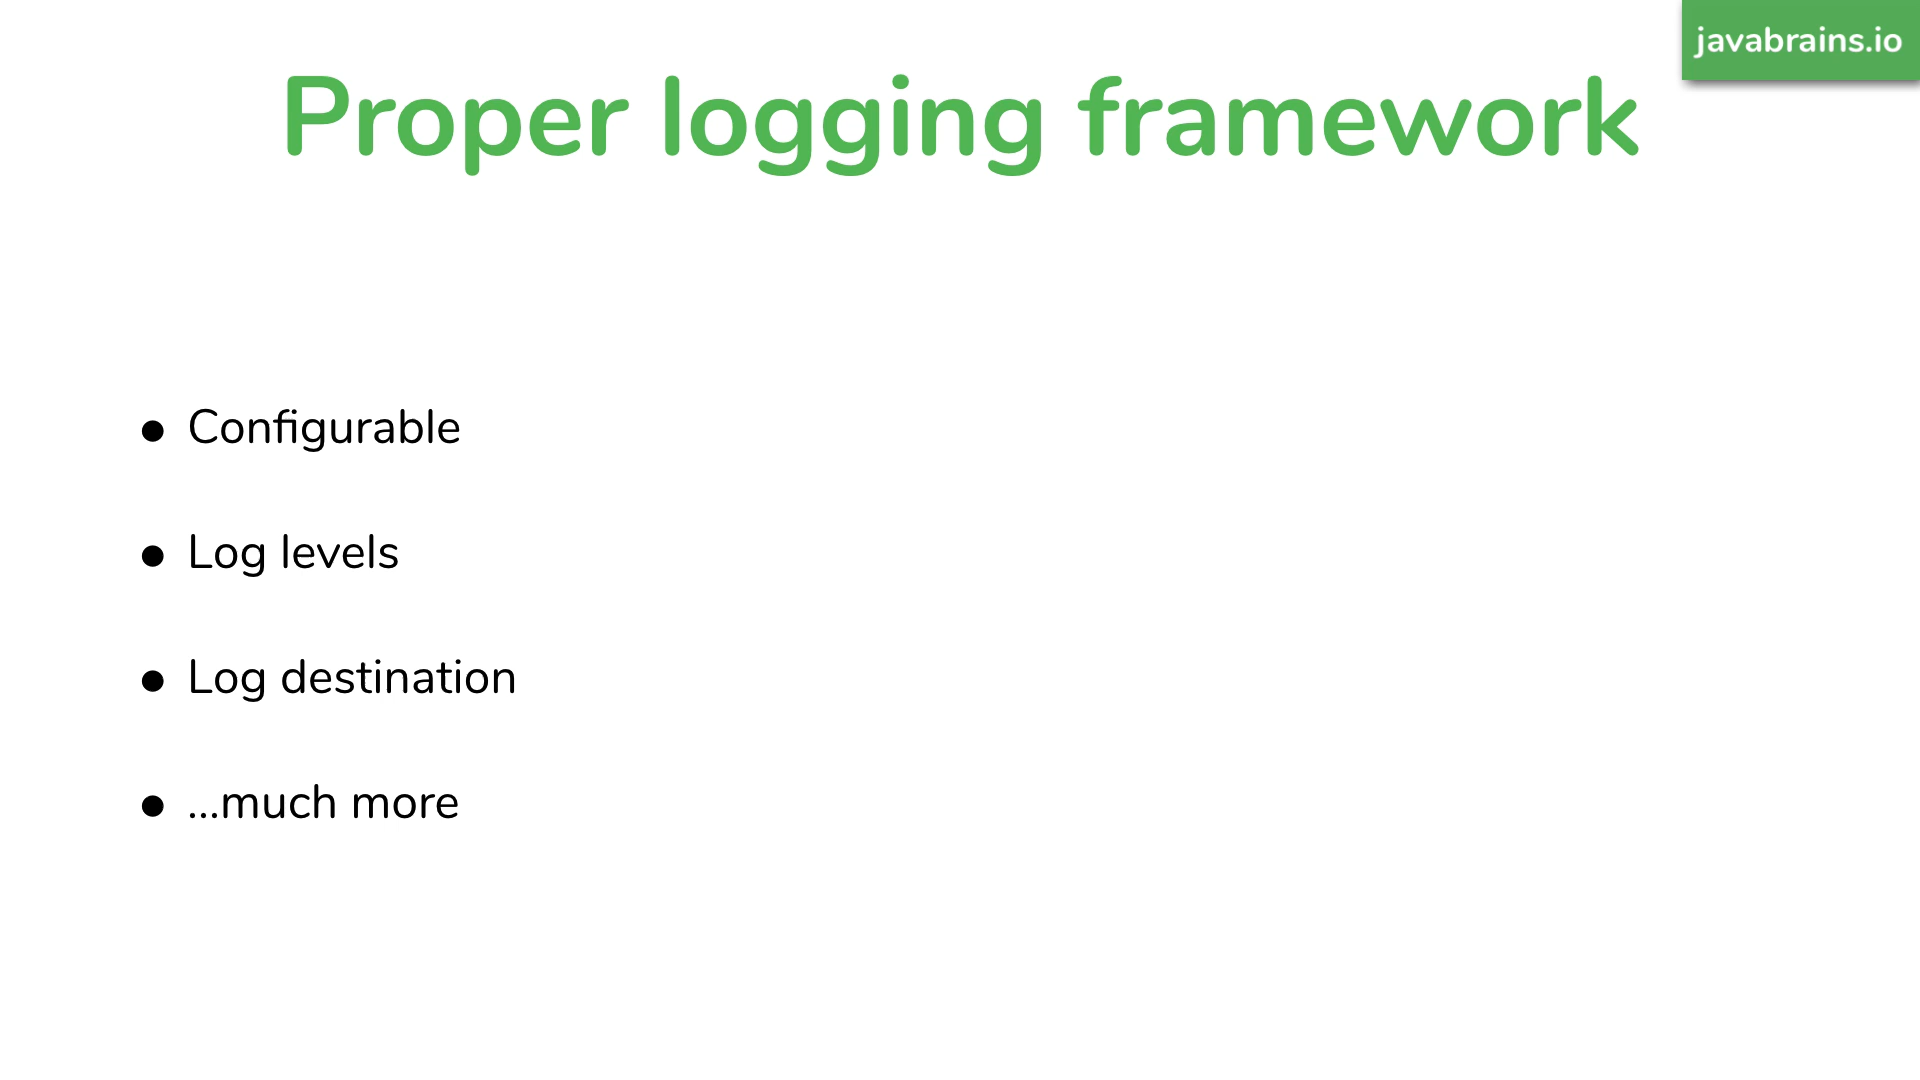 javabrains.io
Proper logging framework
● Configurable
● Log levels
● Log destination
● ...much more